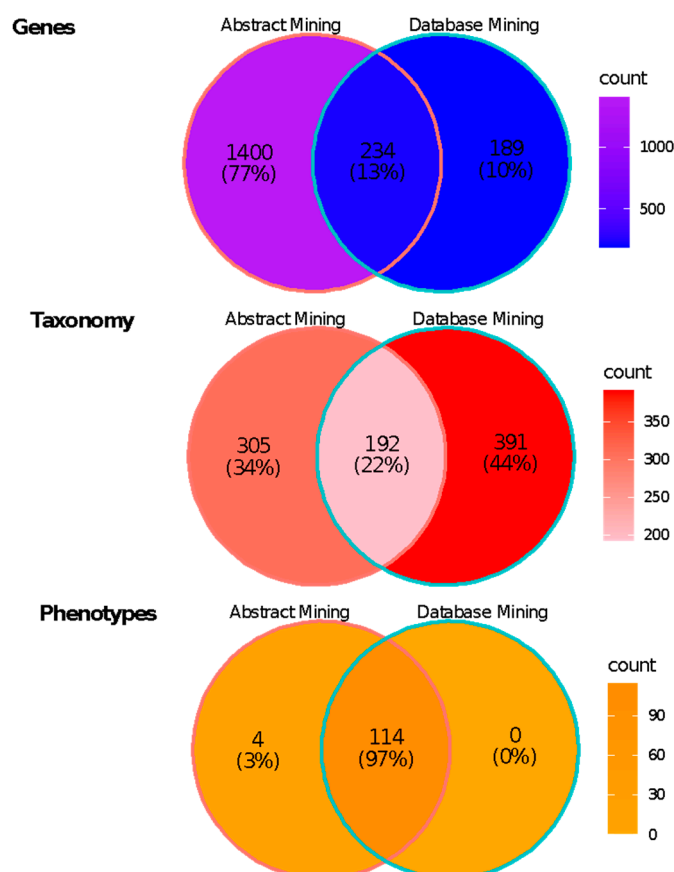 Genes
Abstract Mining
Database Mining
1400
(77%)
234
(13%)
189
(10%)
count
1000
500
Taxonomy
Abstract Mining
Database Mining
305
(34%)
192
(22%)
391
(44%)
count
350
300
250
200
Phenotypes
Abstract Mining
Database Mining
4
(3%)
114
(97%)
0
(0%)
count
90
60
30
0